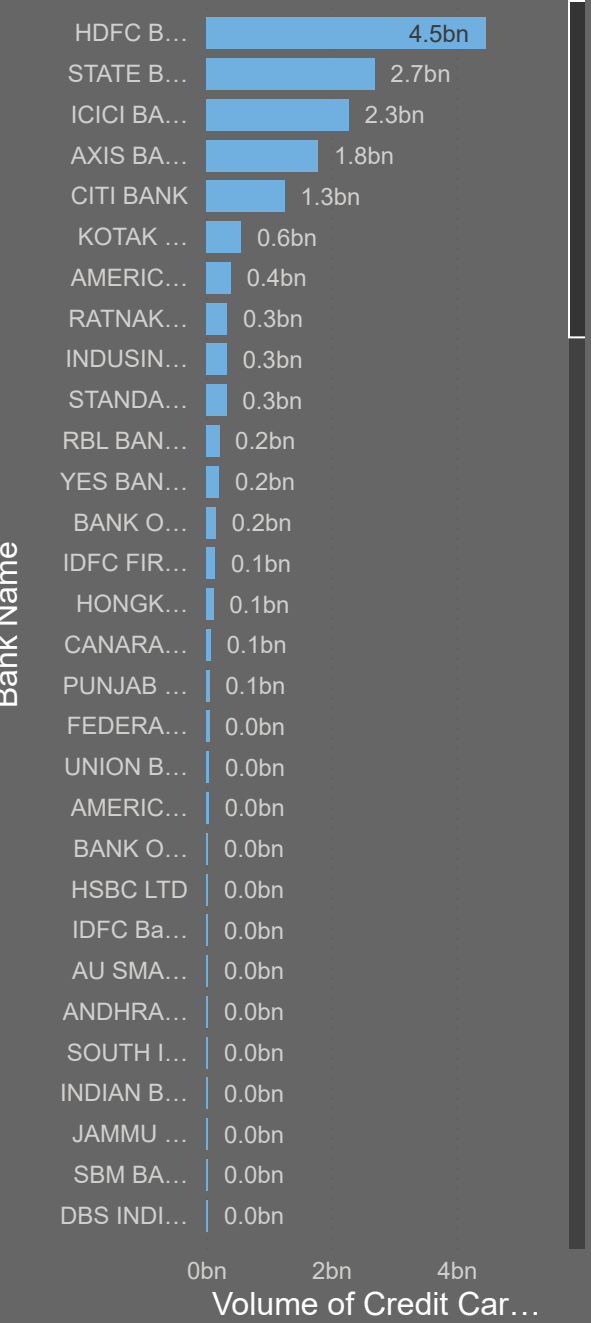 HDFC B… 4.5bn
STATE B… 2.7bn
ICICI BA… 2.3bn
AXIS BA… 1.8bn
CITI BANK 1.3bn
KOTAK … 0.6bn
AMERIC… 0.4bn
RATNAK… 0.3bn
INDUSIN… 0.3bn
STANDA… 0.3bn
RBL BAN… 0.2bn
YES BAN… 0.2bn
BANK O… 0.2bn
IDFC FIR… 0.1bn
HONGK… 0.1bn
CANARA… 0.1bn
PUNJAB … 0.1bn
FEDERA… 0.0bn
UNION B… 0.0bn
AMERIC… 0.0bn
BANK O… 0.0bn
HSBC LTD 0.0bn
IDFC Ba… 0.0bn
AU SMA… 0.0bn
ANDHRA… 0.0bn
SOUTH I… 0.0bn
INDIAN B… 0.0bn
JAMMU … 0.0bn
SBM BA… 0.0bn
DBS INDI… 0.0bn
Bank Name
0bn 2bn 4bn
Volume of Credit Car…